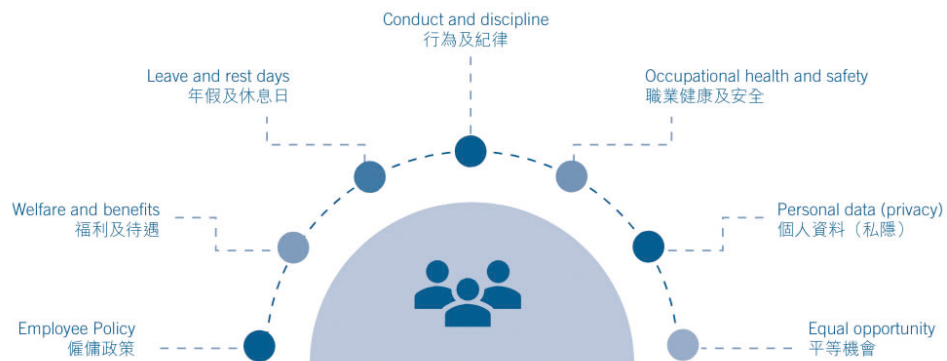 Conduct and discipline
行為及紀律
Leave and rest days
年假及休息日
Occupational health and safety
職業健康及安全
Welfare and benefits
福利及待遇
Personal data (privacy)
個人資料（私隱）
Employee Policy
僱傭政策
Equal opportunity
平等機會